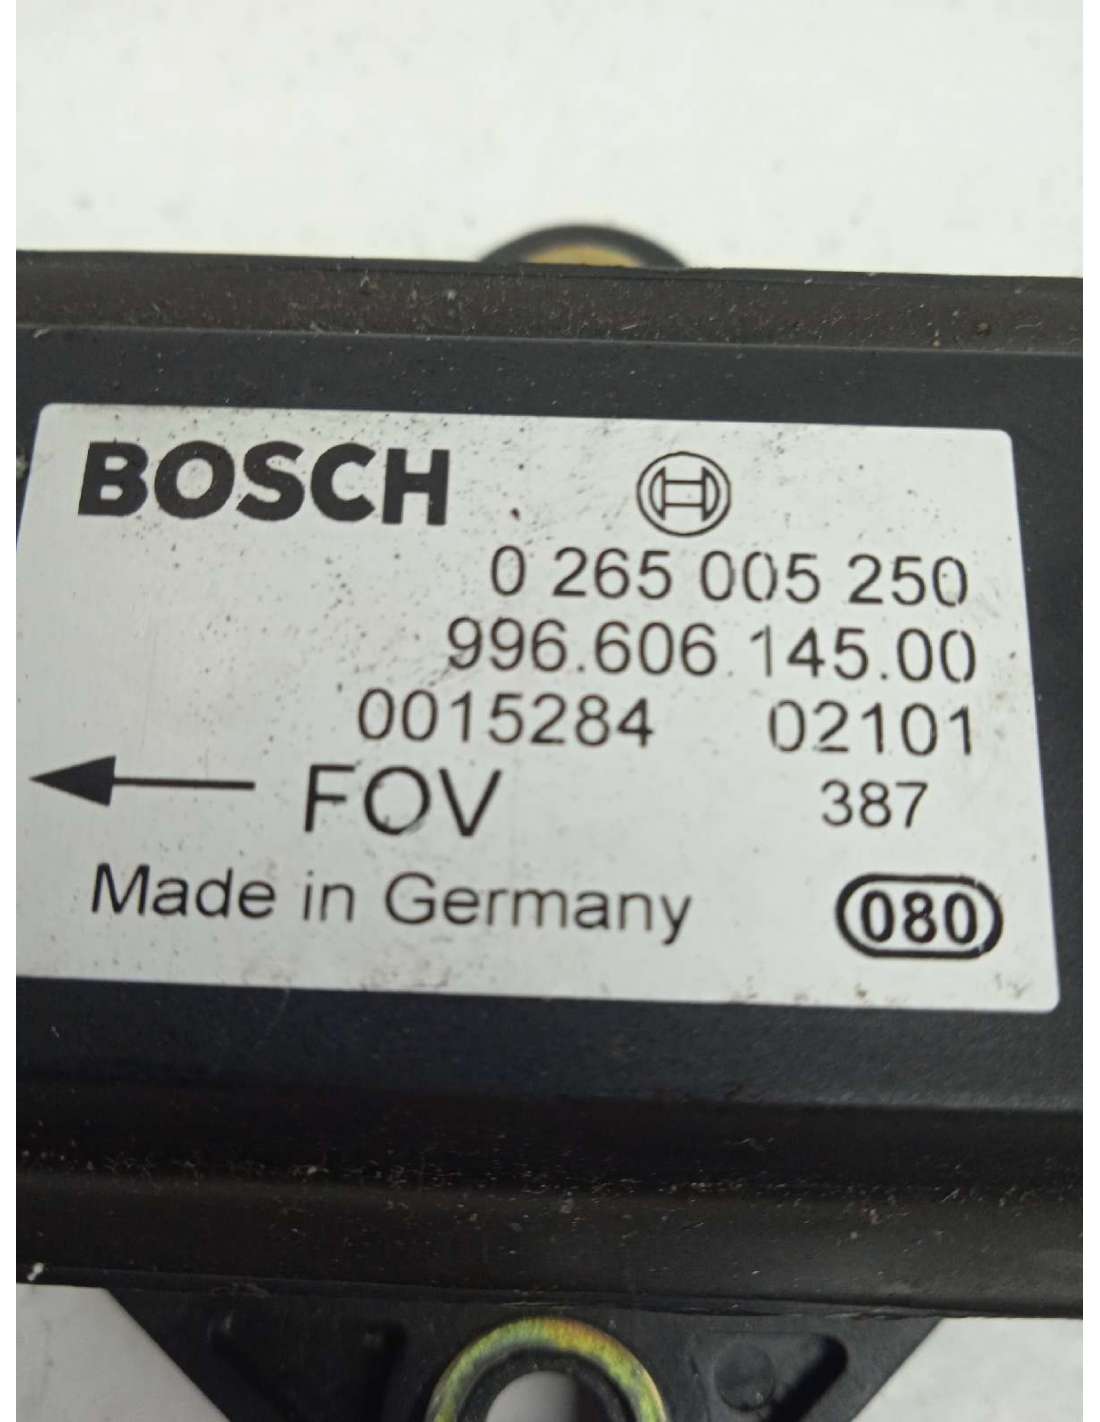 BOSCH
0 265 005 250
996.606.145.00
0015284 02101
FOV 387
Made in Germany 080